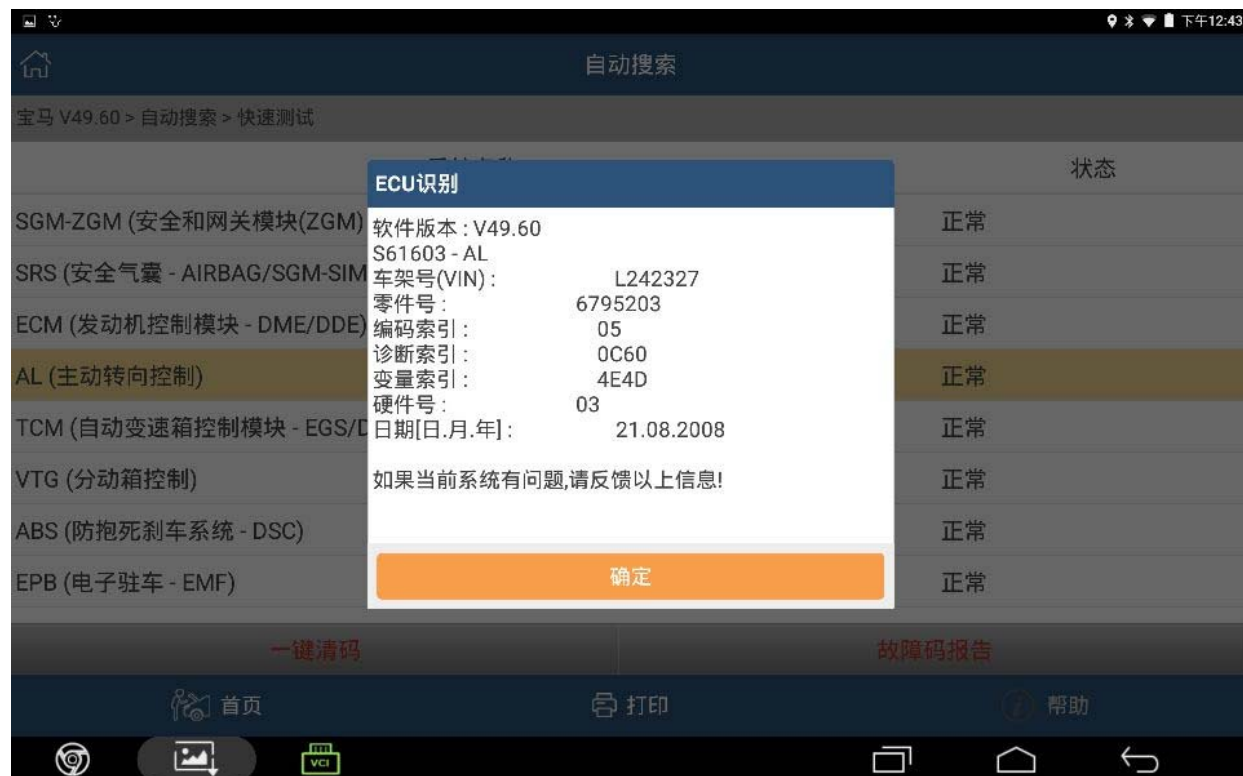 下午12:43
自动搜索
宝马 V49.60 > 自动搜索 > 快速测试
状态
SGM-ZGM (安全和网关模块(ZGM) 正常
SRS (安全气囊 - AIRBAG/SGM-SIM 正常
ECM (发动机控制模块 - DME/DDE) 正常
AL (主动转向控制) 正常
TCM (自动变速箱控制模块 - EGS/D 正常
VTG (分动箱控制) 正常
ABS (防抱死刹车系统 - DSC) 正常
EPB (电子驻车 - EMF) 正常
ECU识别
软件版本 : V49.60
S61603 - AL
车架号(VIN) : L242327
零件号 : 6795203
编码索引 : 05
诊断索引 : 0C60
变量索引 : 4E4D
硬件号 : 03
日期[日.月.年] : 21.08.2008
如果当前系统有问题,请反馈以上信息!
确定
一键清码 故障码报告
首页 打印 帮助
VCI